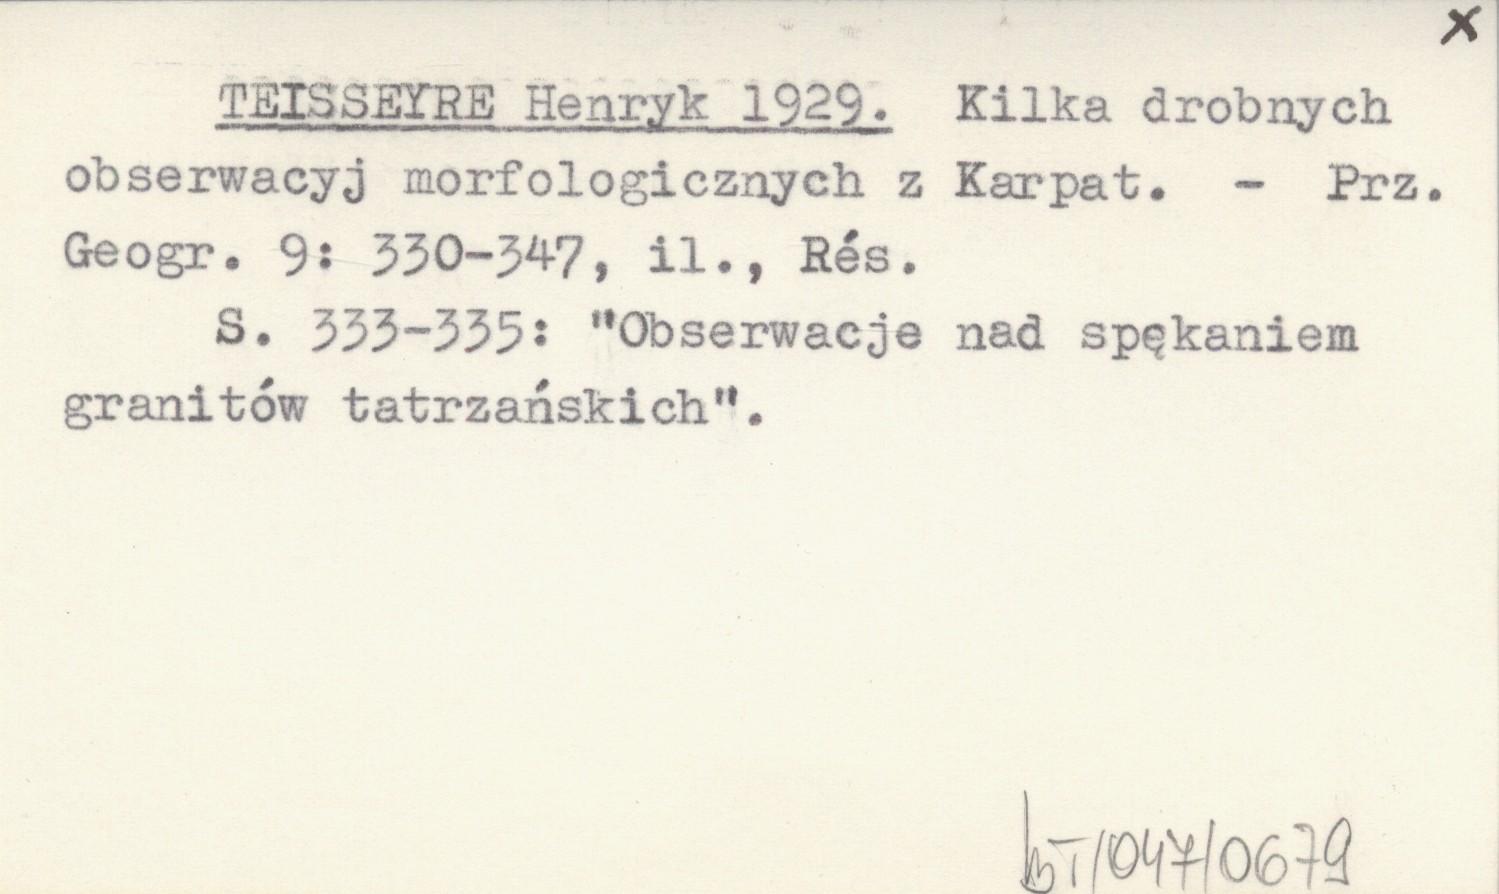 x
TEISSEYRE Henryk 1929. Kilka drobnych
obserwacyj morfologicznych z Karpat. - Prz.
Geogr. 9: 330-347, il., Rés.
S. 333-335: "Obserwacje nad spękaniem
granitów tatrzańskich".
bT/047/0679